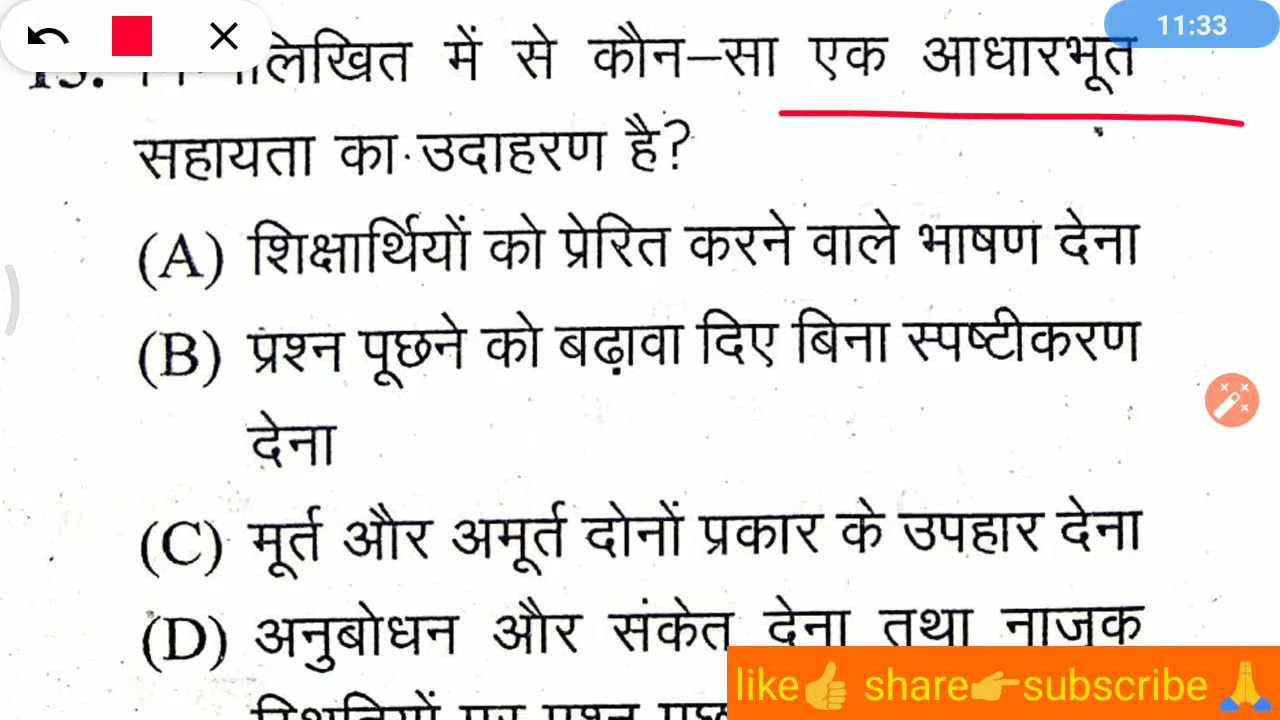 11:33
लिखित में से कौन–सा एक आधारभूत
सहायता का उदाहरण है?
(A) शिक्षार्थियों को प्रेरित करने वाले भाषण देना
(B) प्रश्न पूछने को बढ़ावा दिए बिना स्पष्टीकरण
देना
(C) मूर्त और अमूर्त दोनों प्रकार के उपहार देना
(D) अनुबोधन और संकेत देना तथा नाजुक
like👍 share👉subscribe 🙏